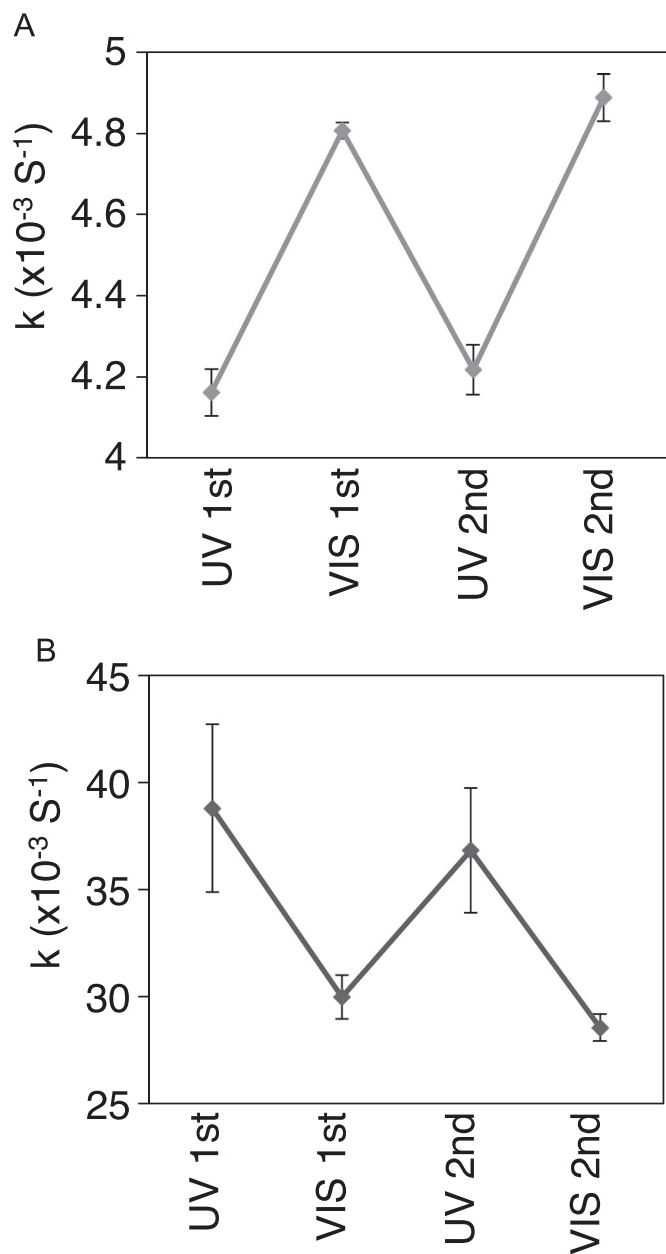 A
k (x10-3 S-1)
5
4.8
4.6
4.4
4.2
4
UV 1st
VIS 1st
UV 2nd
VIS 2nd
B
k (x10-3 S-1)
45
40
35
30
25
UV 1st
VIS 1st
UV 2nd
VIS 2nd